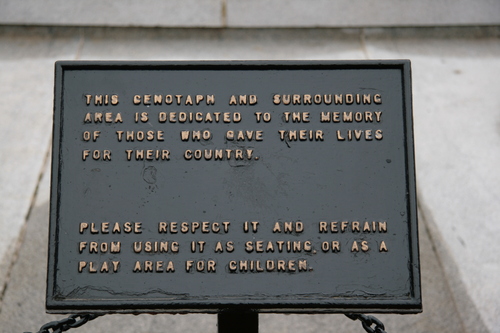 THIS CENOTAPH AND SURROUNDING
AREA IS DEDICATED TO THE MEMORY
OF THOSE WHO GAVE THEIR LIVES
FOR THEIR COUNTRY.
PLEASE RESPECT IT AND REFRAIN
FROM USING IT AS SEATING OR AS A
PLAY AREA FOR CHILDREN.